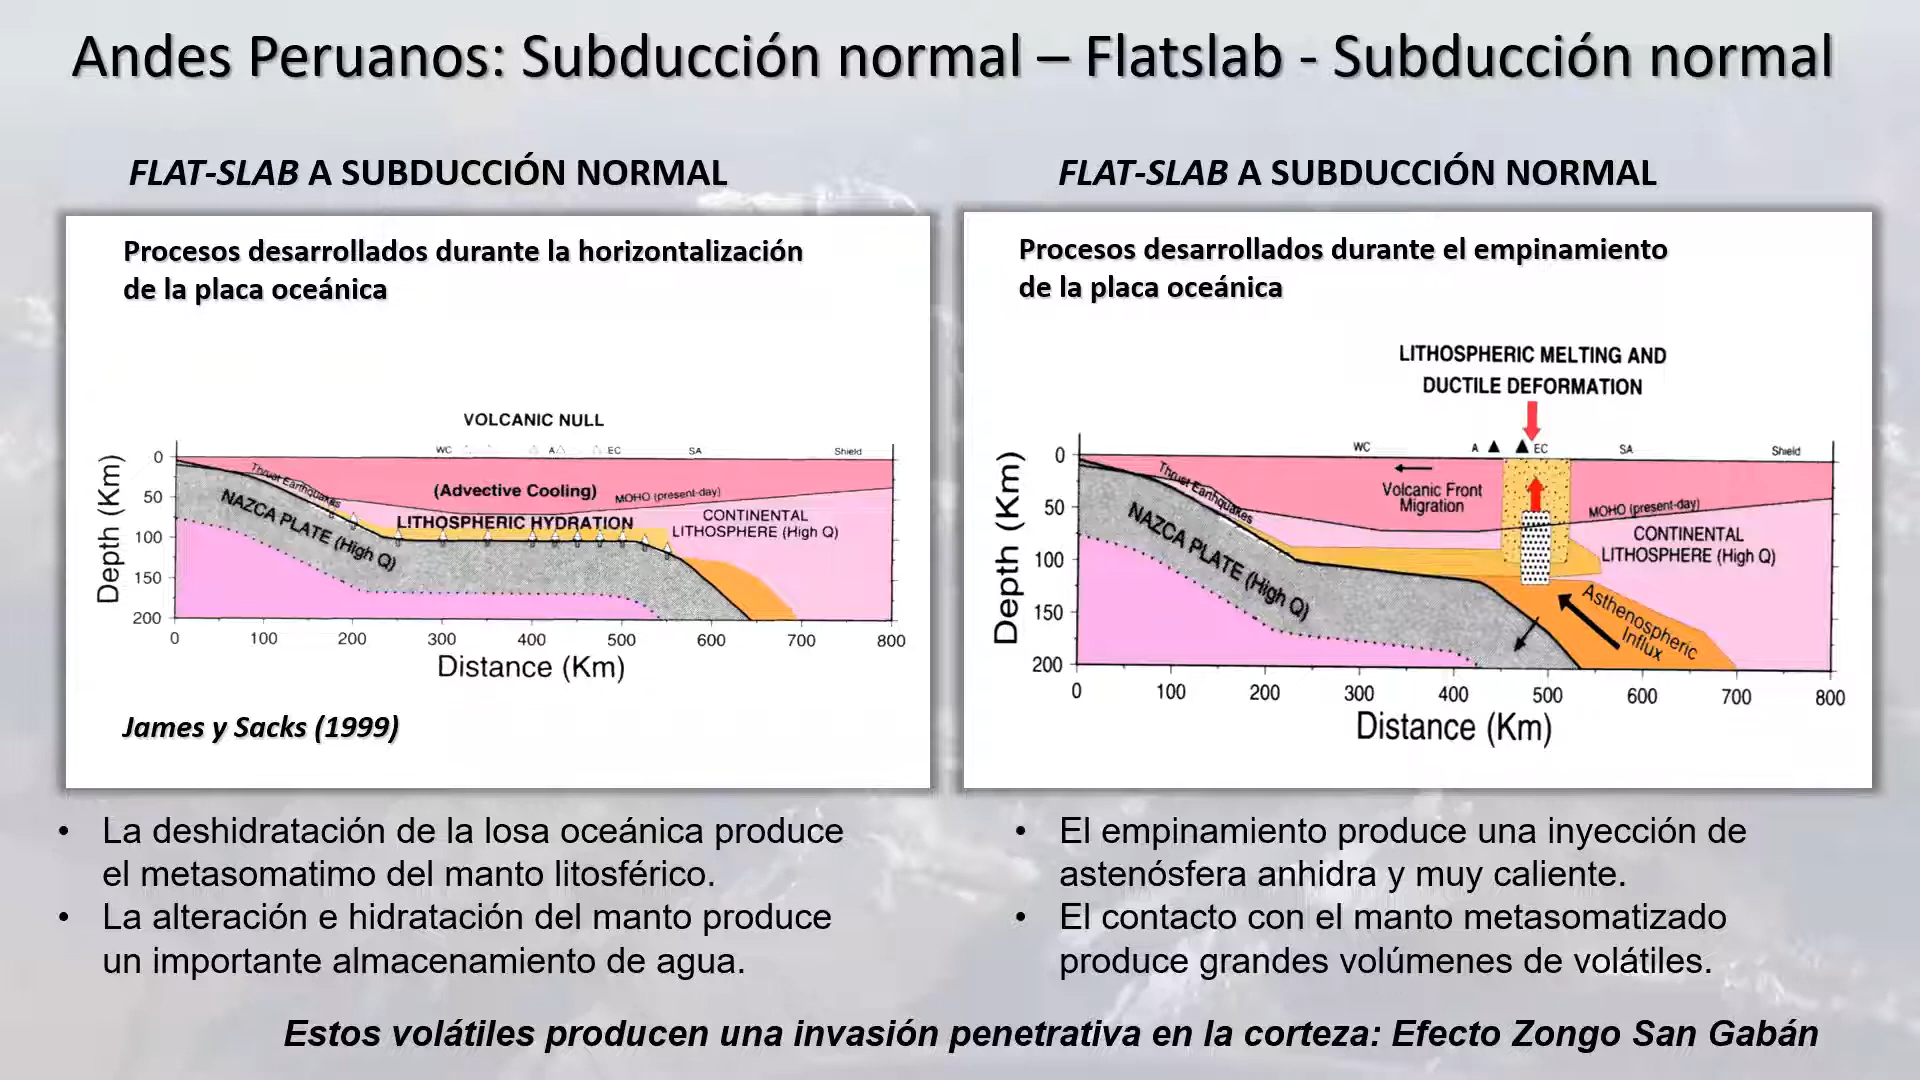 Andes Peruanos: Subducción normal – Flatslab - Subducción normal
FLAT-SLAB A SUBDUCCIÓN NORMAL
Procesos desarrollados durante la horizontalización
de la placa oceánica
VOLCANIC NULL
WC A EC SA Shield
0
50
100
150
200
Depth (Km)
Thrust Earthquakes
(Advective Cooling)
MOHO (present-day)
NAZCA PLATE (High Q)
LITHOSPHERIC HYDRATION
CONTINENTAL
LITHOSPHERE (High Q)
0 100 200 300 400 500 600 700 800
Distance (Km)
James y Sacks (1999)
La deshidratación de la losa oceánica produce
el metasomatimo del manto litosférico.
La alteración e hidratación del manto produce
un importante almacenamiento de agua.
FLAT-SLAB A SUBDUCCIÓN NORMAL
Procesos desarrollados durante el empinamiento
de la placa oceánica
LITHOSPHERIC MELTING AND
DUCTILE DEFORMATION
WC A EC SA Shield
0
50
100
150
200
Depth (Km)
Thrust Earthquakes
Volcanic Front
Migration
MOHO (present-day)
NAZCA PLATE (High Q)
CONTINENTAL
LITHOSPHERE (High Q)
Asthenospheric
Influx
0 100 200 300 400 500 600 700 800
Distance (Km)
El empinamiento produce una inyección de
astenósfera anhidra y muy caliente.
El contacto con el manto metasomatizado
produce grandes volúmenes de volátiles.
Estos volátiles producen una invasión penetrativa en la corteza: Efecto Zongo San Gabán